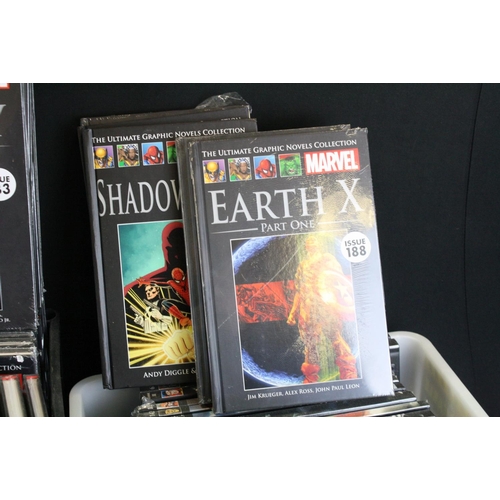 The Ultimate Graphic Novels Collection
SHADOW
ANDY DIGGLE &
The Ultimate Graphic Novels Collection
MARVEL
EARTH X
PART ONE
ISSUE
188
JIM KRUEGER, ALEX ROSS, JOHN PAUL LEON